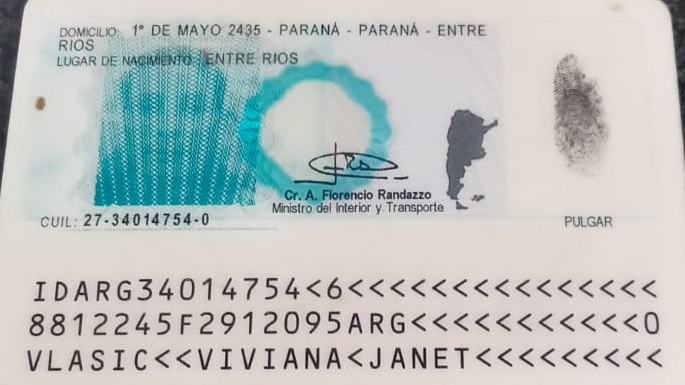 DOMICILIO: 1° DE MAYO 2435 - PARANÁ - PARANÁ - ENTRE
RIOS
LUGAR DE NACIMIENTO: ENTRE RIOS
Cr. A. Florencio Randazzo
Ministro del Interior y Transporte
CUIL: 27-34014754-0
PULGAR
IDARG34014754<6<<<<<<<<<<<<<<<
8812245F2912095ARG<<<<<<<<<<<0
VLASIC<<VIVIANA<JANET<<<<<<<<<